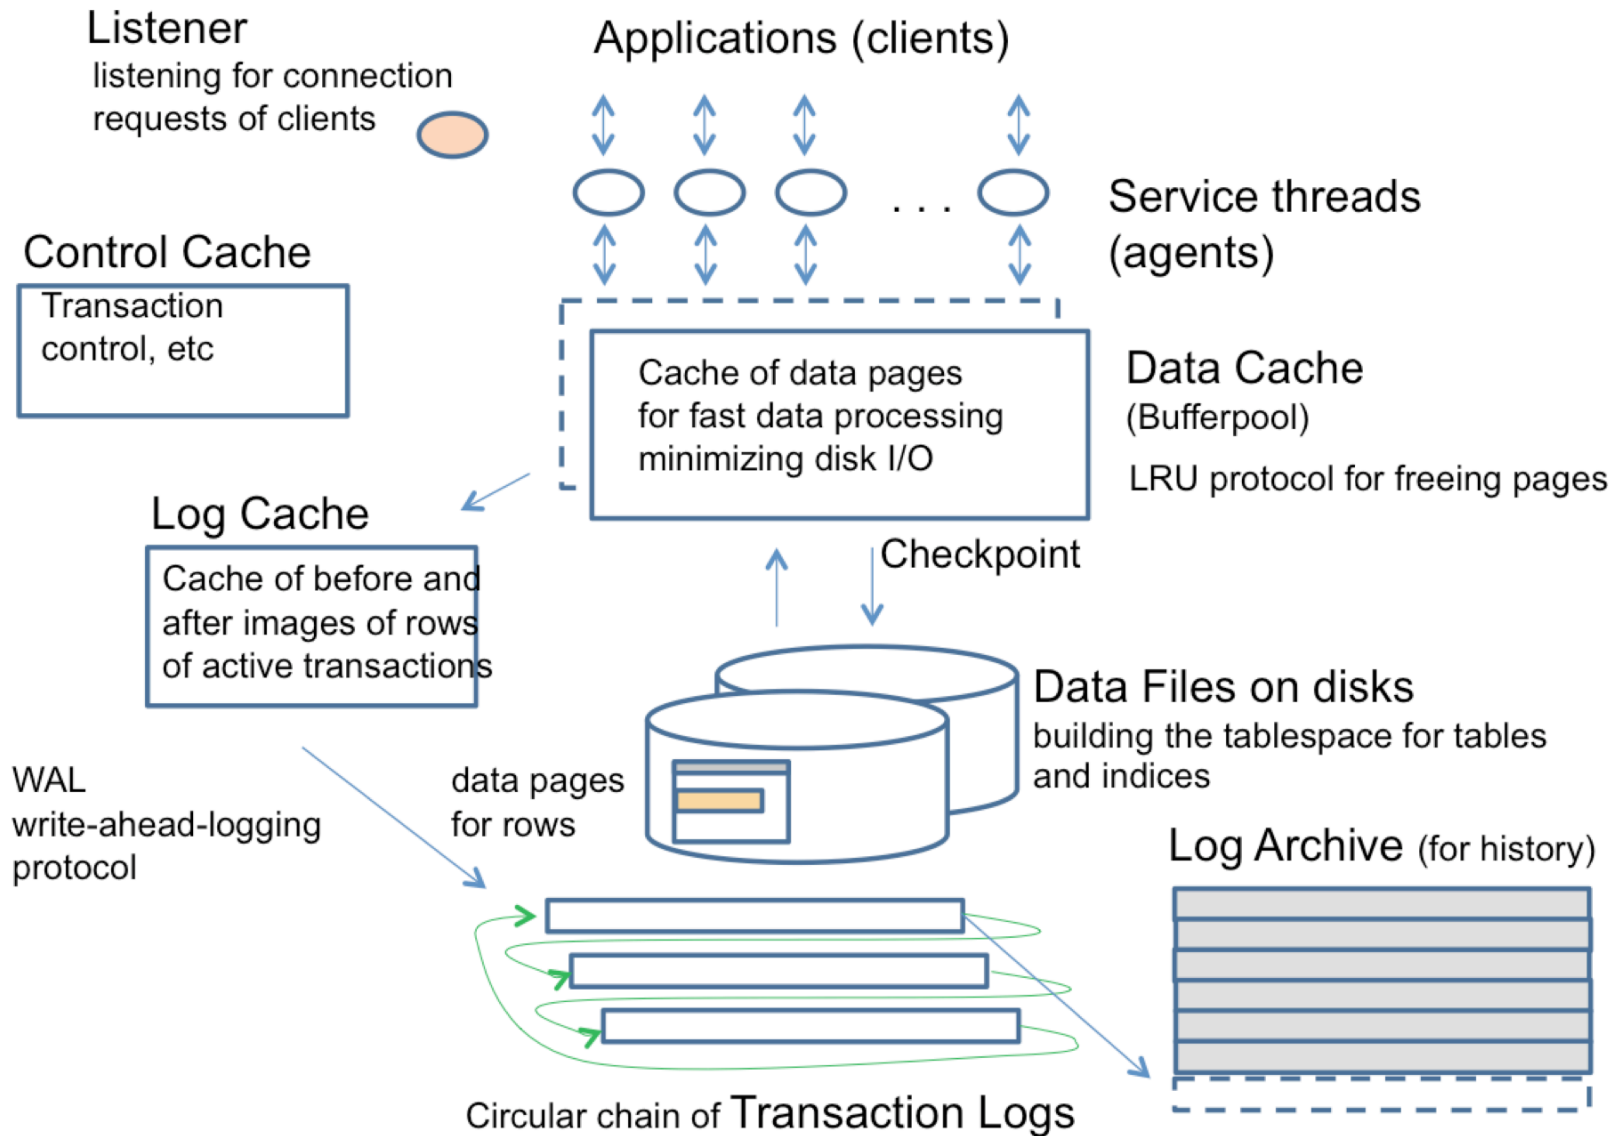 Listener
listening for connection
requests of clients
Applications (clients)
. . .
Service threads
(agents)
Control Cache
Transaction
control, etc
Cache of data pages
for fast data processing
minimizing disk I/O
Data Cache
(Bufferpool)
LRU protocol for freeing pages
Log Cache
Cache of before and
after images of rows
of active transactions
Checkpoint
Data Files on disks
building the tablespace for tables
and indices
WAL
write-ahead-logging
protocol
data pages
for rows
Log Archive (for history)
Circular chain of Transaction Logs